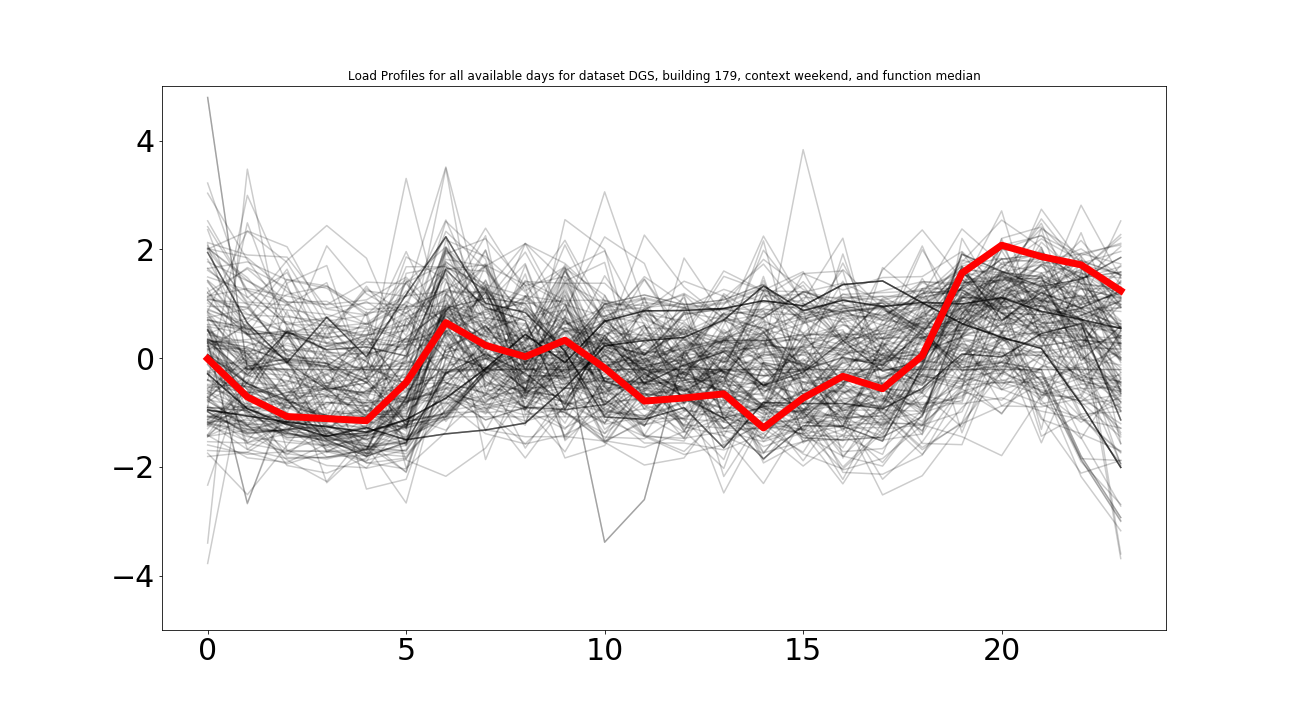 Load Profiles for all available days for dataset DGS, building 179, context weekend, and function median
4
2
0
−2
−4
0 5 10 15 20